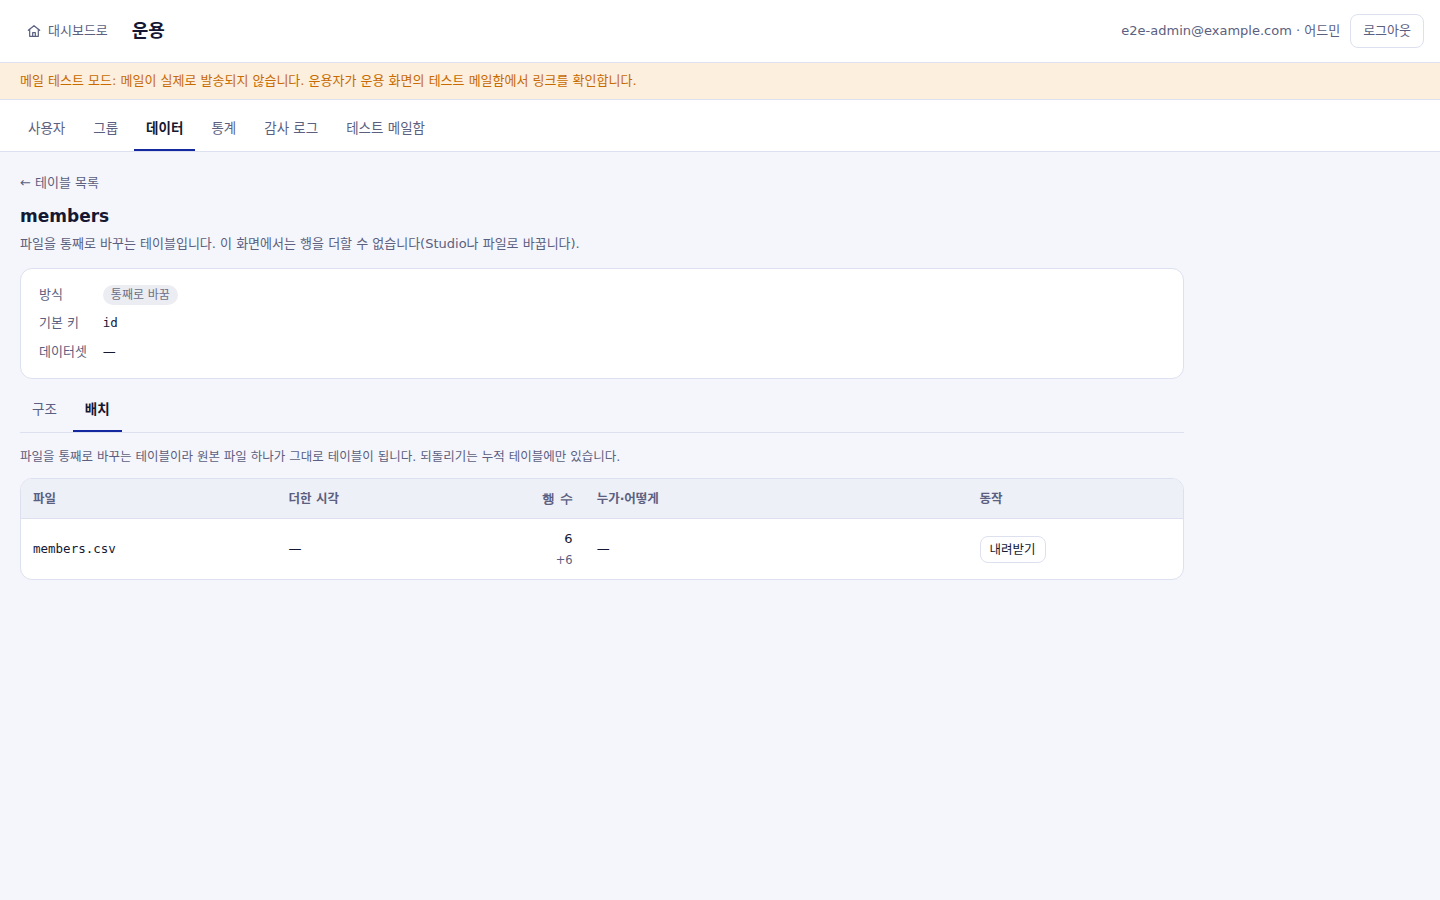 대시보드로
운용
e2e-admin@example.com · 어드민
로그아웃
메일 테스트 모드: 메일이 실제로 발송되지 않습니다. 운용자가 운용 화면의 테스트 메일함에서 링크를 확인합니다.
사용자 그룹 데이터 통계 감사 로그 테스트 메일함
← 테이블 목록
members
파일을 통째로 바꾸는 테이블입니다. 이 화면에서는 행을 더할 수 없습니다(Studio나 파일로 바꿉니다).
방식 통째로 바꿈
기본 키 id
데이터셋 —
구조 배치
파일을 통째로 바꾸는 테이블이라 원본 파일 하나가 그대로 테이블이 됩니다. 되돌리기는 누적 테이블에만 있습니다.
파일 더한 시각 행 수 누가·어떻게 동작
members.csv — 6 — 내려받기
+6